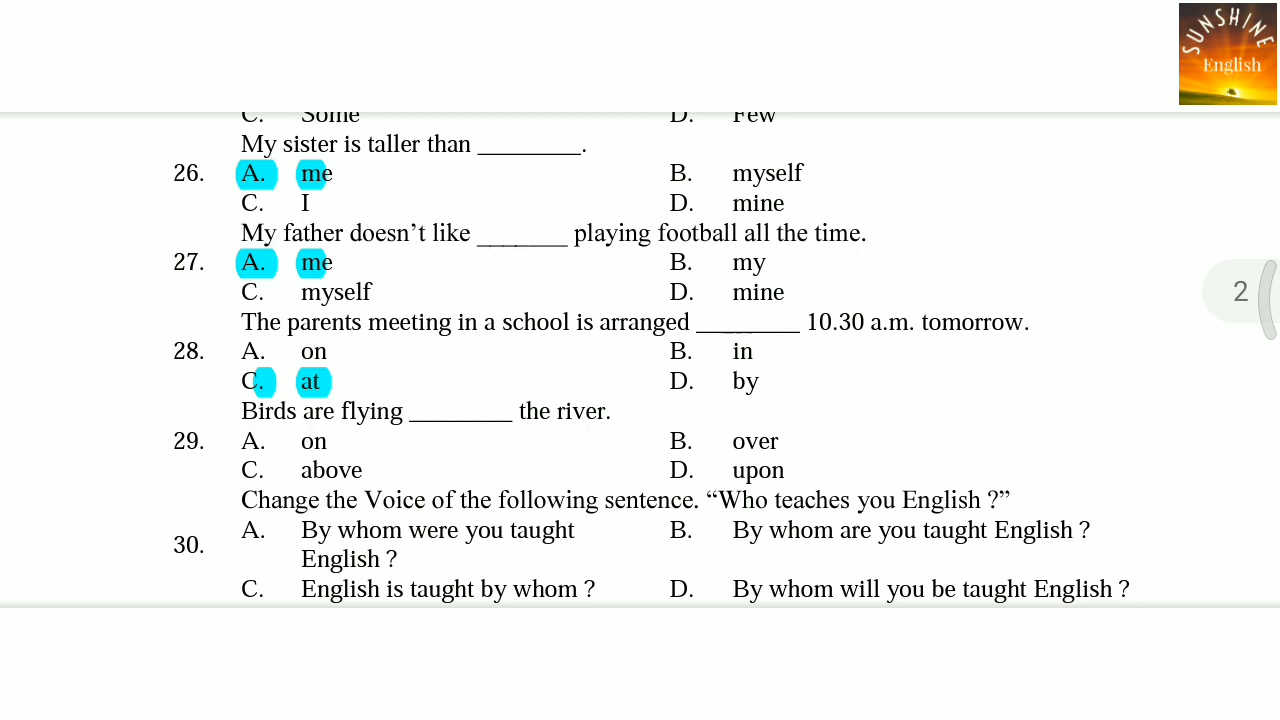 SUNSHINE
English
C. Some D. Few
My sister is taller than ________.
26. A. me B. myself
C. I D. mine
My father doesn’t like _______ playing football all the time.
27. A. me B. my
C. myself D. mine
The parents meeting in a school is arranged ________ 10.30 a.m. tomorrow.
28. A. on B. in
C. at D. by
Birds are flying ________ the river.
29. A. on B. over
C. above D. upon
Change the Voice of the following sentence. “Who teaches you English ?”
30. A. By whom were you taught B. By whom are you taught English ?
English ?
C. English is taught by whom ? D. By whom will you be taught English ?
2